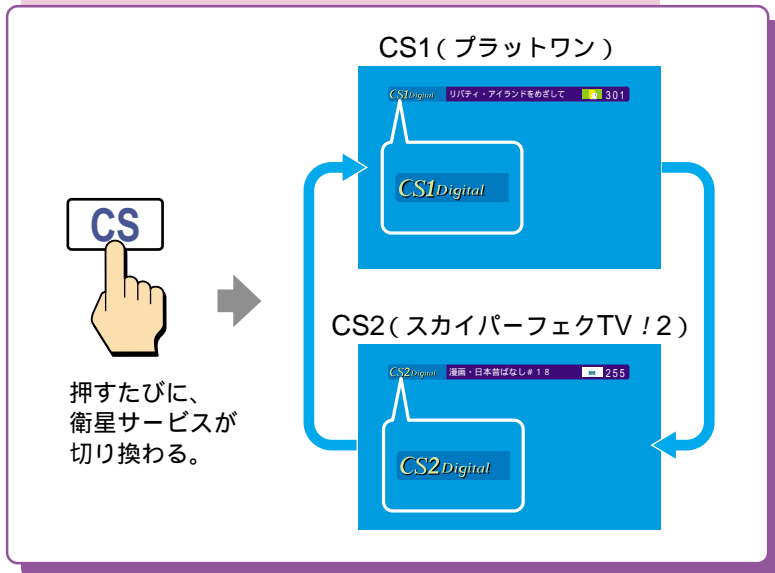 CS1(プラットワン)
CS1Digital リバティ・アイランドをめざして 301
CS1Digital
CS
押すたびに、
衛星サービスが
切り換わる。
CS2(スカイパーフェクTV!2)
CS2Digital 漫画・日本昔ばなし#18 255
CS2Digital